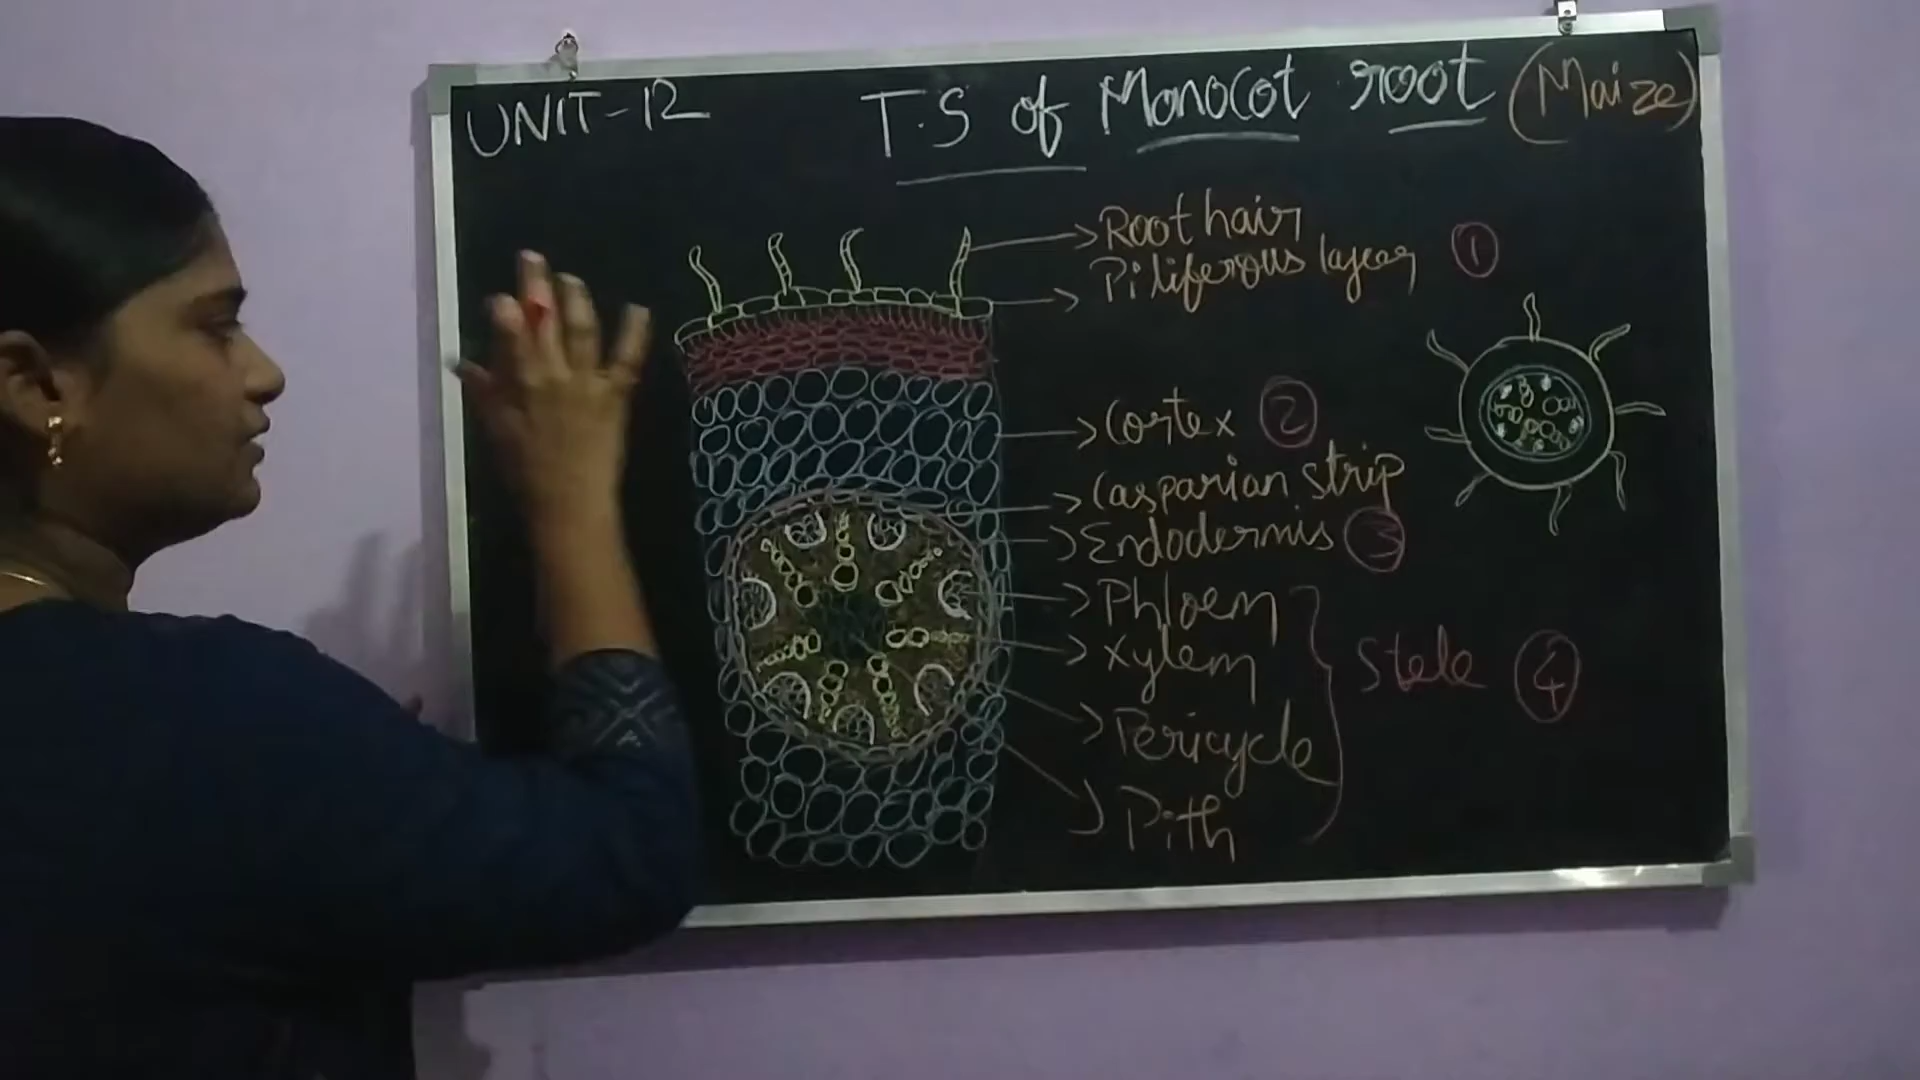 UNIT-12
T.S of Monocot root (Maize)
Root hair
Piliferous layer 1
Cortex 2
Casparian strip
Endodermis 3
Phloem
Xylem
Stele 4
Pericycle
Pith